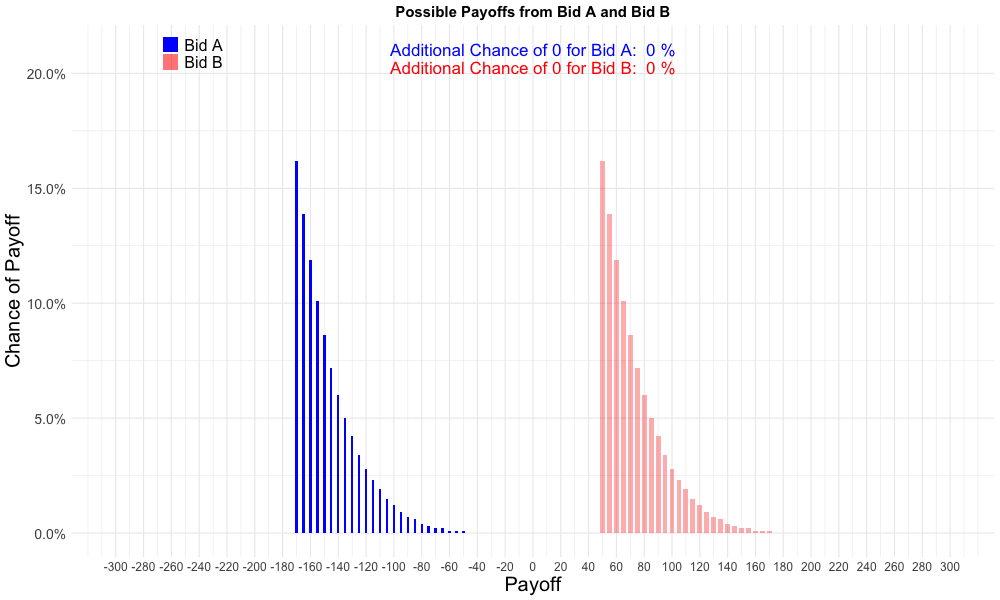 Possible Payoffs from Bid A and Bid B
Bid A
Bid B
Additional Chance of 0 for Bid A:  0 %
Additional Chance of 0 for Bid B:  0 %
Chance of Payoff
20.0%
15.0%
10.0%
5.0%
0.0%
-300 -280 -260 -240 -220 -200 -180 -160 -140 -120 -100 -80 -60 -40 -20 0 20 40 60 80 100 120 140 160 180 200 220 240 260 280 300
Payoff